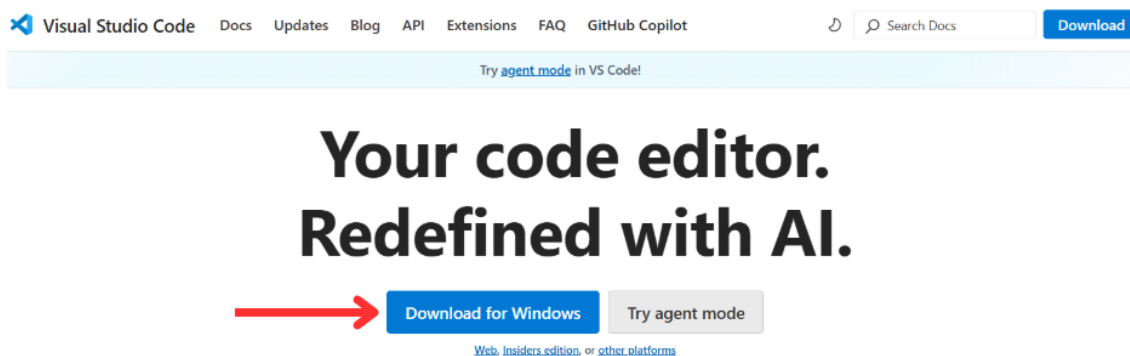 Visual Studio Code Docs Updates Blog API Extensions FAQ GitHub Copilot Search Docs Download
Try agent mode in VS Code!
Your code editor.
Redefined with AI.
Download for Windows Try agent mode
Web, Insiders edition, or other platforms